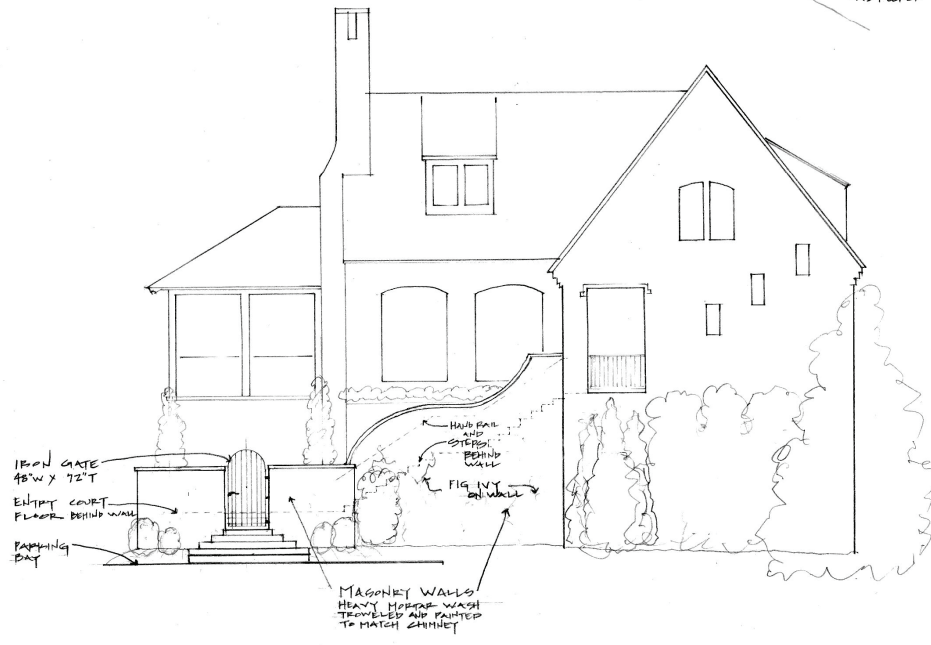 IRON GATE
48"W X 72"T
ENTRY COURT
FLOOR BEHIND WALL
PARKING
BAY
HAND RAIL
AND
STEPS
BEHIND
WALL
FIG IVY
ON WALL
MASONRY WALLS
HEAVY MORTAR WASH
TROWELED AND PAINTED
TO MATCH CHIMNEY